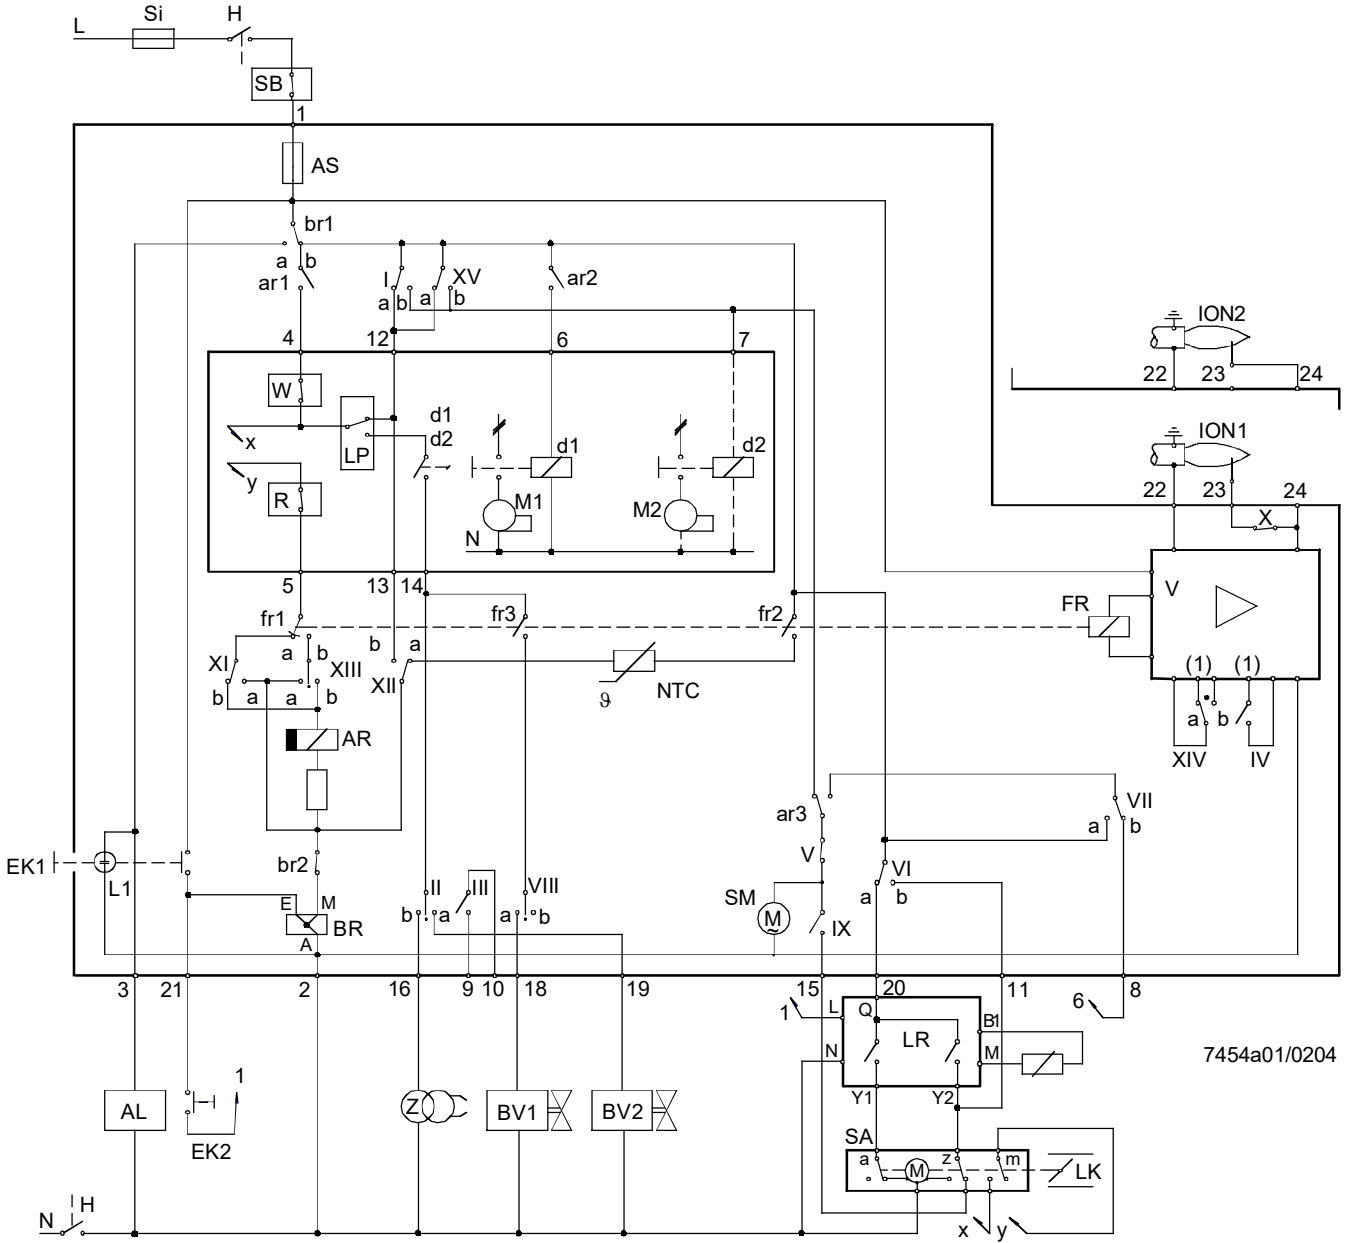 L Si H
SB
1
AS
br1
a b
ar1
I XV ar2
a b a b
4 12 6 7
W
x
y
LP
d1
d2
R
d1
d2
M1
M2
N
ION2
22 23 24
ION1
22 23 24
X
V
FR
5 13 14
fr1 fr3 fr2
a b
b a
XI XIII XII
b a a b
NTC
ϑ
(1) (1)
a b
XIV IV
AR
ar3
VII
a b
V
EK1
L1
br2
SM
M
~
VI
a b
E M
BR
A
II III VIII
b a a b
IX
3 21 2 16 9 10 18 19 15 20 11 8
1
L Q B1
LR
N M
6
7454a01/0204
Y1 Y2
AL
1
EK2
Z
BV1
BV2
SA
a M z m
LK
N H
x y